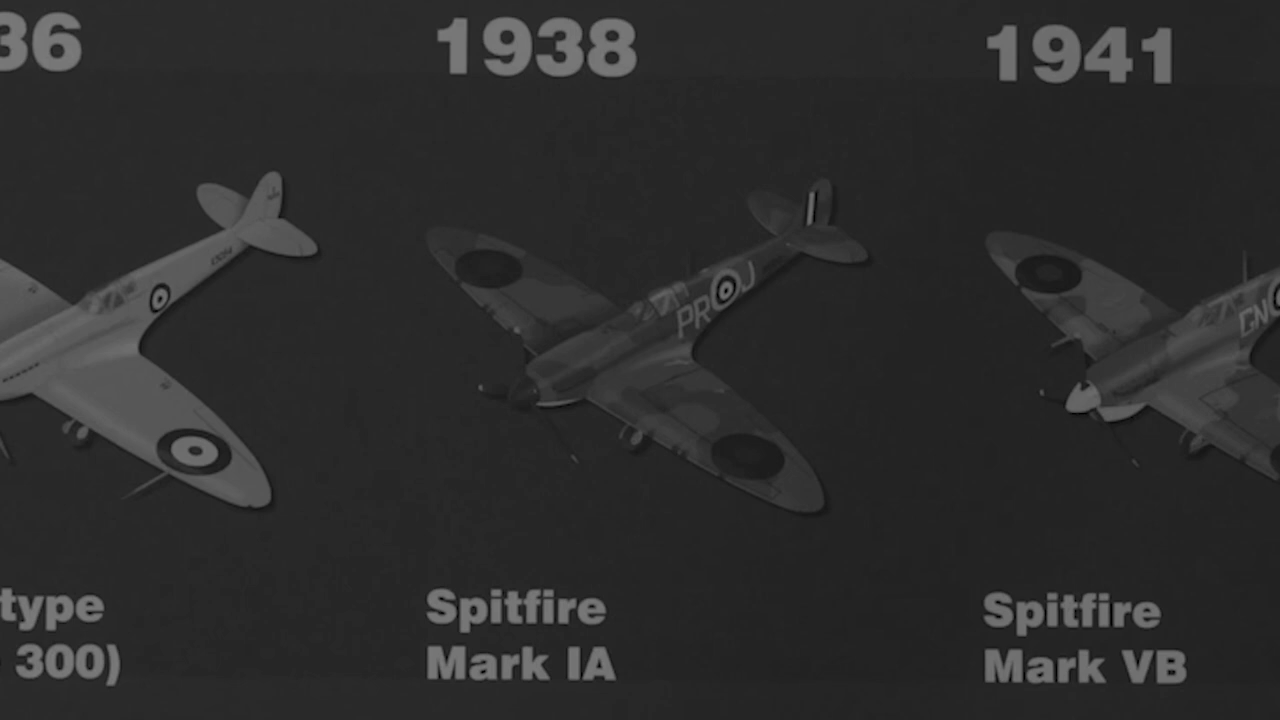 36
1938
1941
PR J
GN
type
300)
Spitfire
Mark IA
Spitfire
Mark VB